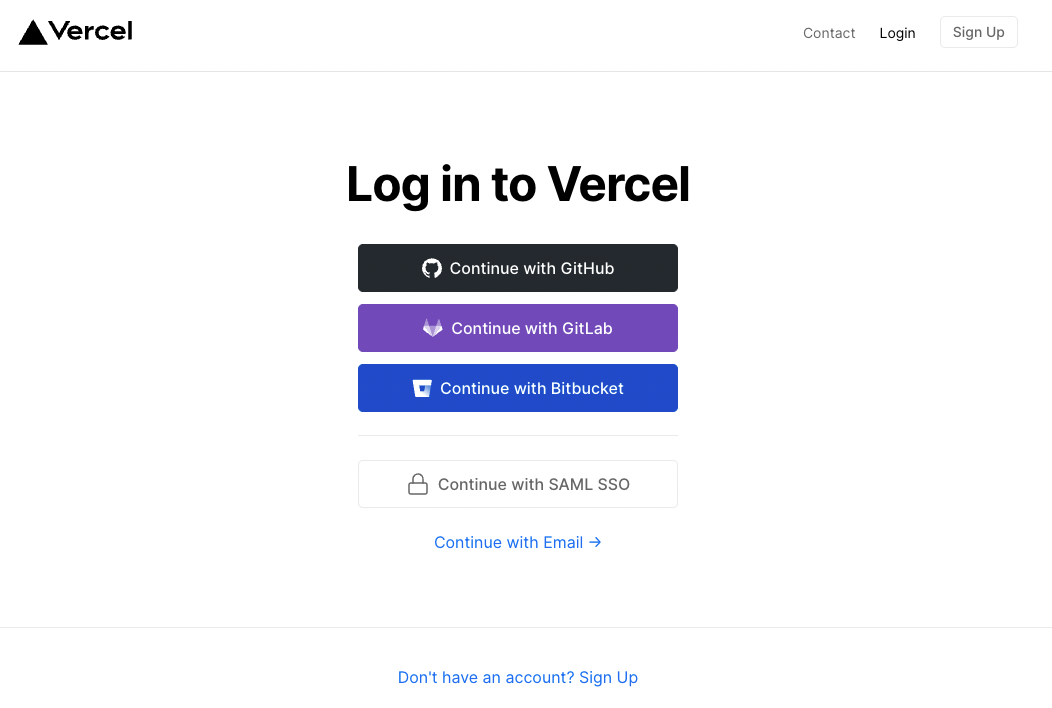 Vercel
Contact Login Sign Up
Log in to Vercel
Continue with GitHub
Continue with GitLab
Continue with Bitbucket
Continue with SAML SSO
Continue with Email →
Don't have an account? Sign Up